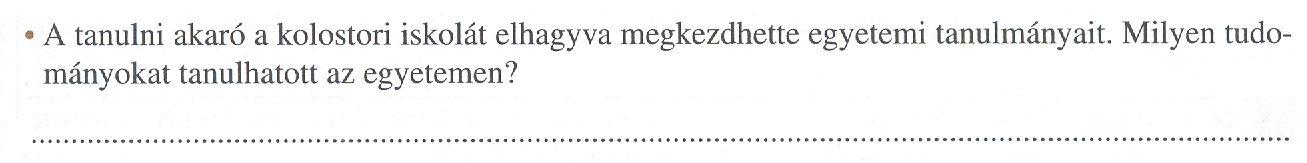 • A tanulni akaró a kolostori iskolát elhagyva megkezdhette egyetemi tanulmányait. Milyen tudo-
mányokat tanulhatott az egyetemen?